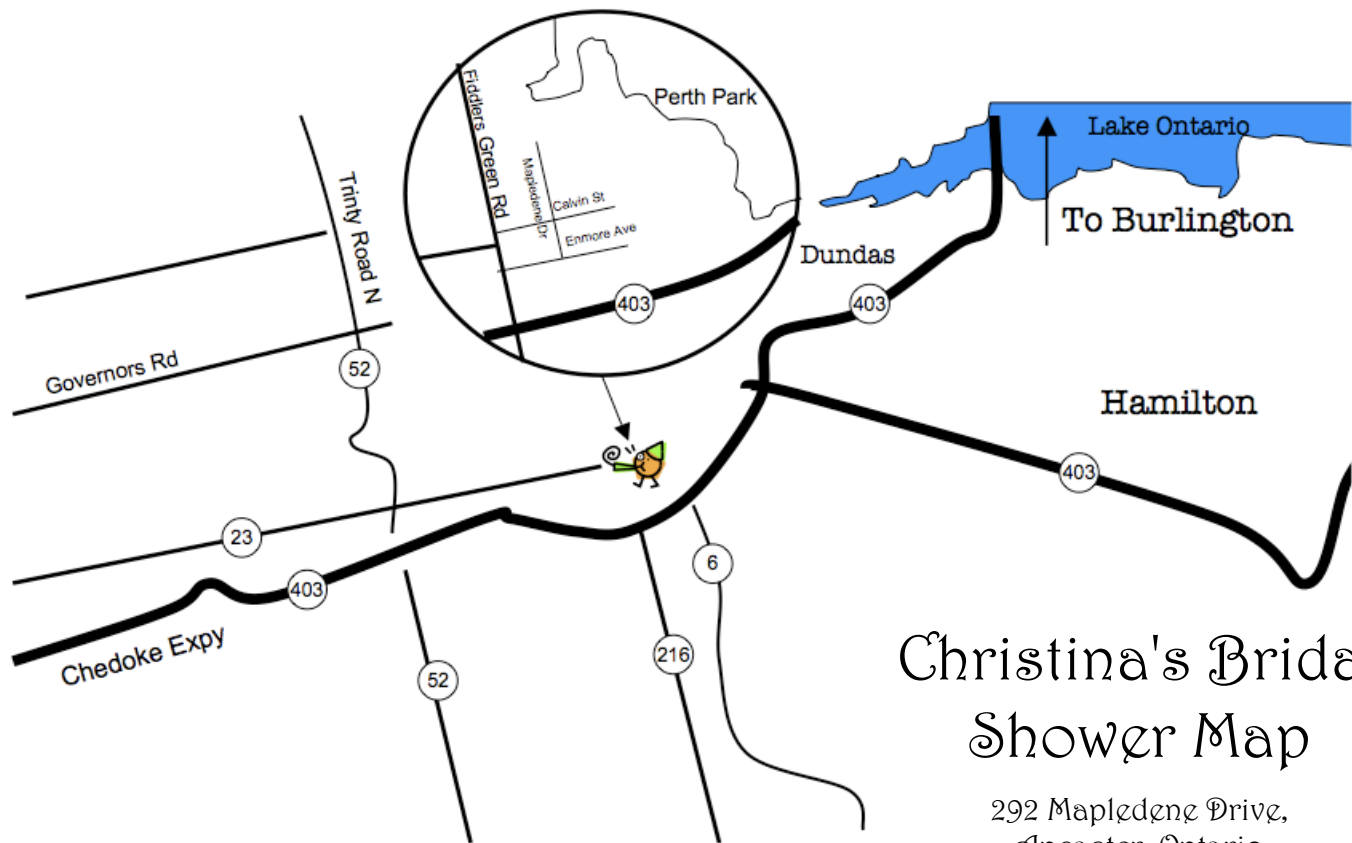 Fiddlers Green Rd
Perth Park
Mapledene Dr
Calvin St
Enmore Ave
403
Lake Ontario
To Burlington
Dundas
403
Trinty Road N
Governors Rd
52
Hamilton
403
23
403
Chedoke Expy
6
216
52
Christina's Brida
Shower Map
292 Mapledene Drive,
Ancaster, Ontario